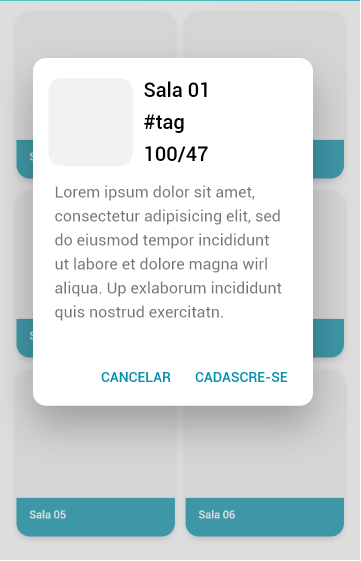 Sala 01
#tag
100/47
Lorem ipsum dolor sit amet,
consectetur adipisicing elit, sed
do eiusmod tempor incididunt
ut labore et dolore magna wirl
aliqua. Up exlaborum incididunt
quis nostrud exercitatn.
CANCELAR CADASCRE-SE
Sala 05 Sala 06